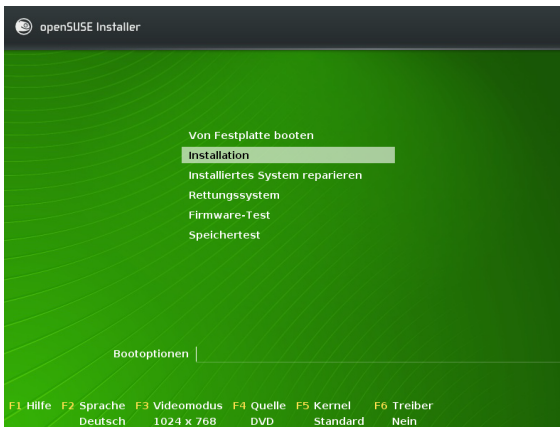 openSUSE Installer
Von Festplatte booten
Installation
Installiertes System reparieren
Rettungssystem
Firmware-Test
Speichertest
Bootoptionen
F1 Hilfe F2 Sprache F3 Videomodus F4 Quelle F5 Kernel F6 Treiber
Deutsch 1024 x 768 DVD Standard Nein